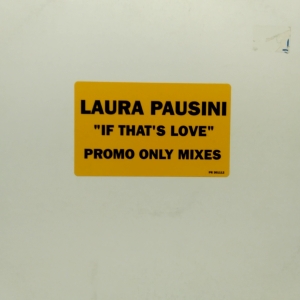 LAURA PAUSINI
"IF THAT'S LOVE"
PROMO ONLY MIXES